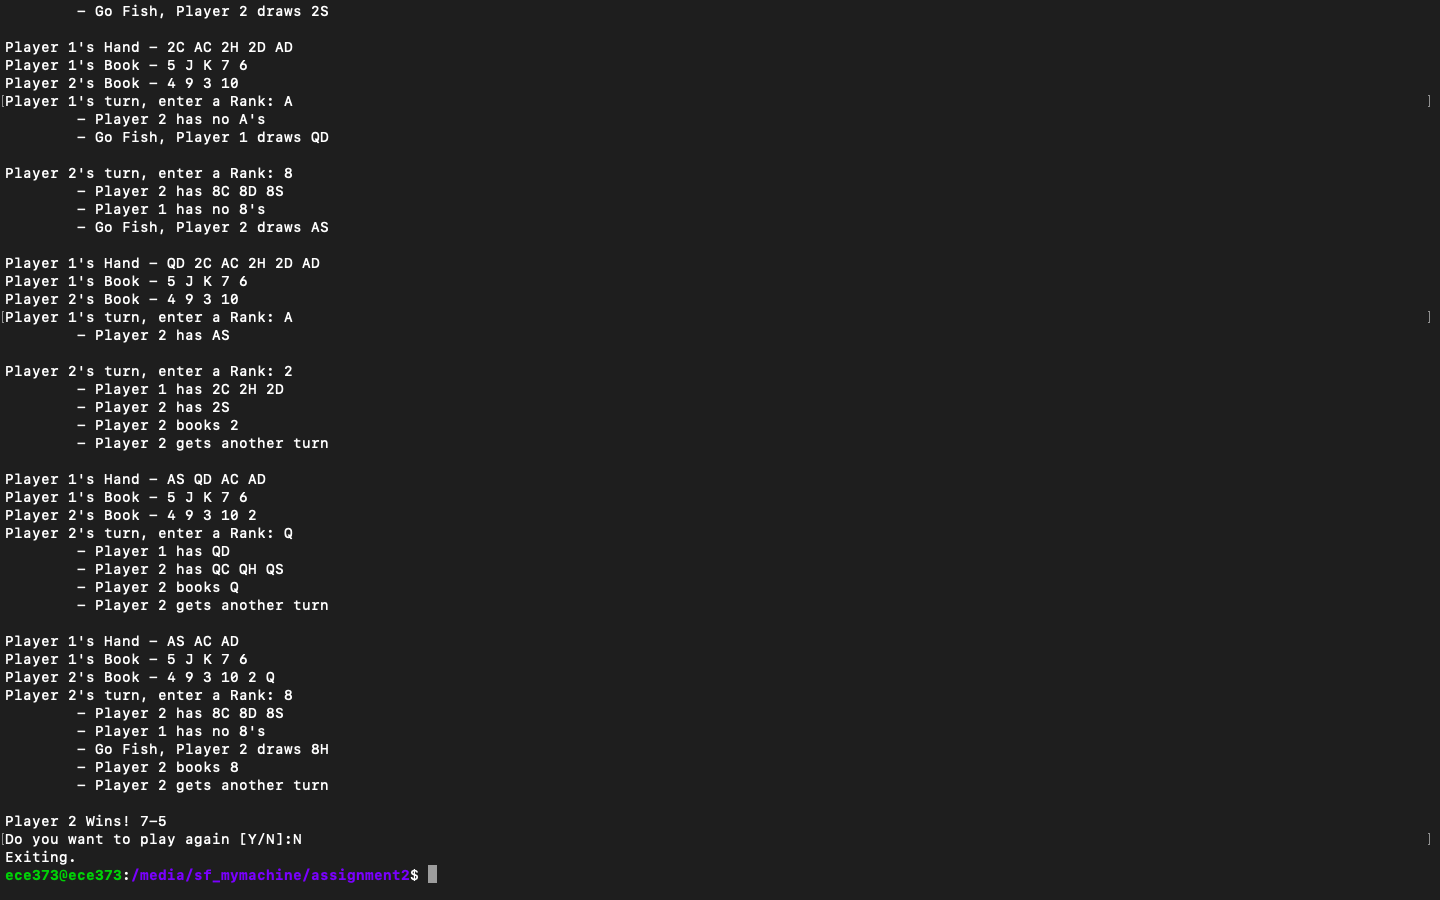 - Go Fish, Player 2 draws 2S
Player 1's Hand - 2C AC 2H 2D AD
Player 1's Book - 5 J K 7 6
Player 2's Book - 4 9 3 10
[Player 1's turn, enter a Rank: A ]
- Player 2 has no A's
- Go Fish, Player 1 draws QD
Player 2's turn, enter a Rank: 8
- Player 2 has 8C 8D 8S
- Player 1 has no 8's
- Go Fish, Player 2 draws AS
Player 1's Hand - QD 2C AC 2H 2D AD
Player 1's Book - 5 J K 7 6
Player 2's Book - 4 9 3 10
[Player 1's turn, enter a Rank: A ]
- Player 2 has AS
Player 2's turn, enter a Rank: 2
- Player 1 has 2C 2H 2D
- Player 2 has 2S
- Player 2 books 2
- Player 2 gets another turn
Player 1's Hand - AS QD AC AD
Player 1's Book - 5 J K 7 6
Player 2's Book - 4 9 3 10 2
Player 2's turn, enter a Rank: Q
- Player 1 has QD
- Player 2 has QC QH QS
- Player 2 books Q
- Player 2 gets another turn
Player 1's Hand - AS AC AD
Player 1's Book - 5 J K 7 6
Player 2's Book - 4 9 3 10 2 Q
Player 2's turn, enter a Rank: 8
- Player 2 has 8C 8D 8S
- Player 1 has no 8's
- Go Fish, Player 2 draws 8H
- Player 2 books 8
- Player 2 gets another turn
Player 2 Wins! 7-5
[Do you want to play again [Y/N]:N ]
Exiting.
ece373@ece373:/media/sf_mymachine/assignment2$